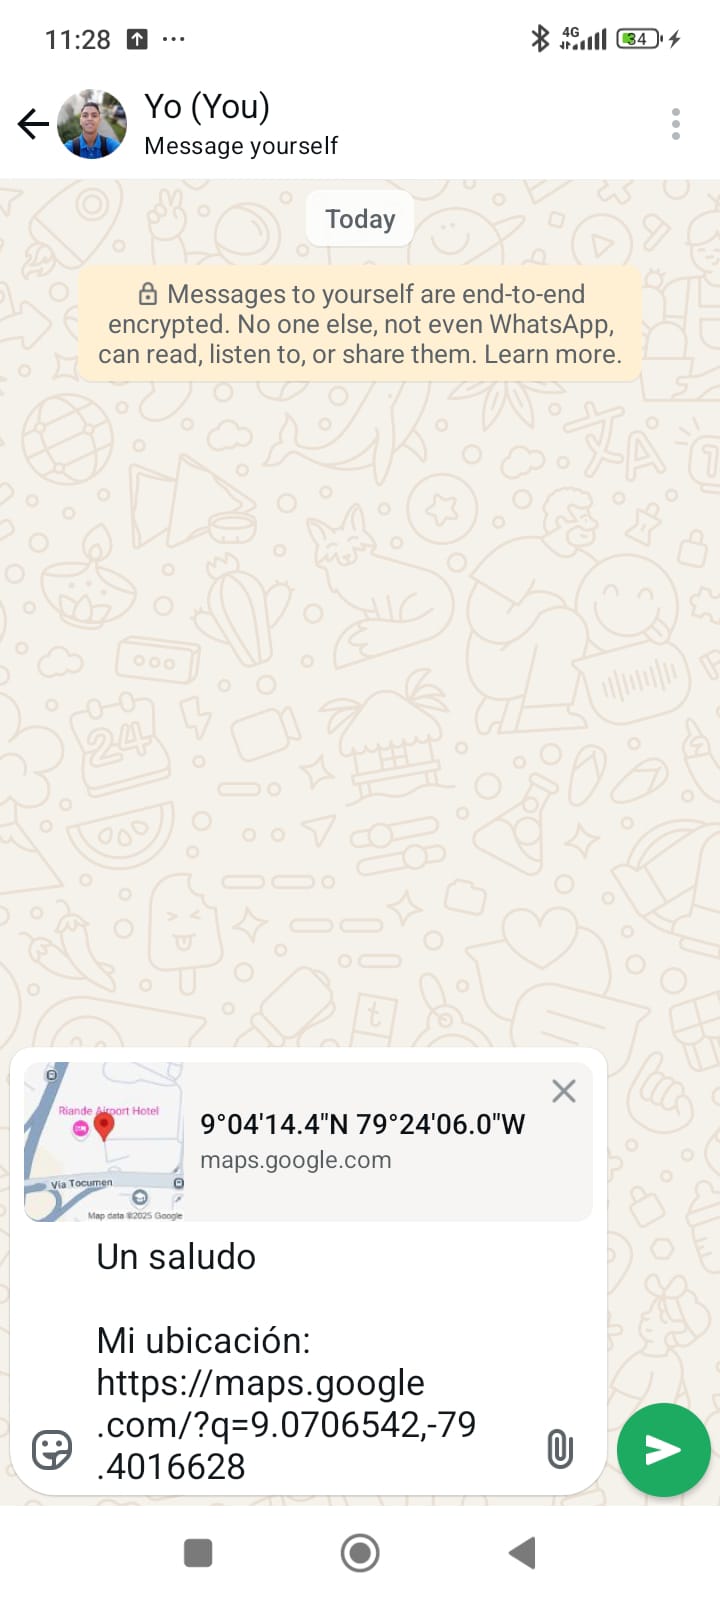 11:28
4G
34
Yo (You)
Message yourself
Today
Messages to yourself are end-to-end
encrypted. No one else, not even WhatsApp,
can read, listen to, or share them. Learn more.
Riande Airport Hotel
Via Tocumen
Map data ©2025 Google
9°04'14.4"N 79°24'06.0"W
maps.google.com
Un saludo
Mi ubicación:
https://maps.google
.com/?q=9.0706542,-79
.4016628